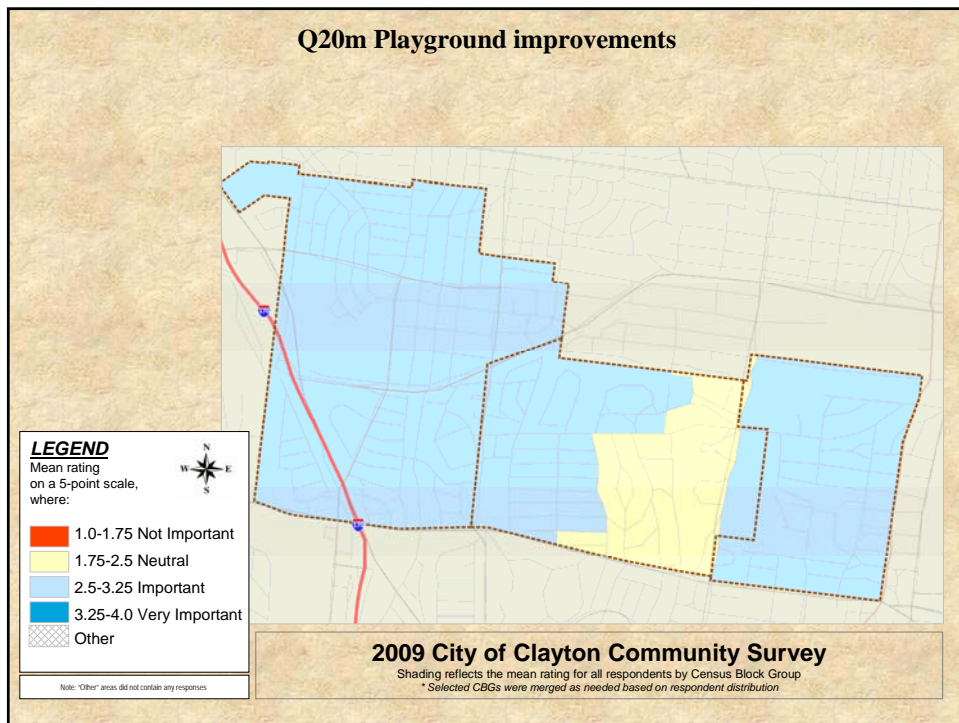 Q20m Playground improvements
LEGEND
Mean rating
on a 5-point scale,
where:
N
W E
S
1.0-1.75 Not Important
1.75-2.5 Neutral
2.5-3.25 Important
3.25-4.0 Very Important
Other
Note: "Other" areas did not contain any responses
2009 City of Clayton Community Survey
Shading reflects the mean rating for all respondents by Census Block Group
* Selected CBGs were merged as needed based on respondent distribution